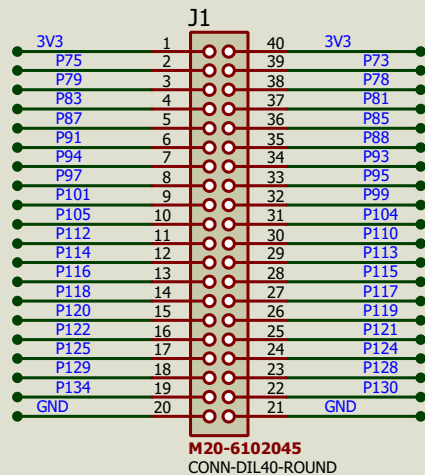 J1
3V3 1 40 3V3
P75 2 39 P73
P79 3 38 P78
P83 4 37 P81
P87 5 36 P85
P91 6 35 P88
P94 7 34 P93
P97 8 33 P95
P101 9 32 P99
P105 10 31 P104
P112 11 30 P110
P114 12 29 P113
P116 13 28 P115
P118 14 27 P117
P120 15 26 P119
P122 16 25 P121
P125 17 24 P124
P129 18 23 P128
P134 19 22 P130
GND 20 21 GND
M20-6102045
CONN-DIL40-ROUND